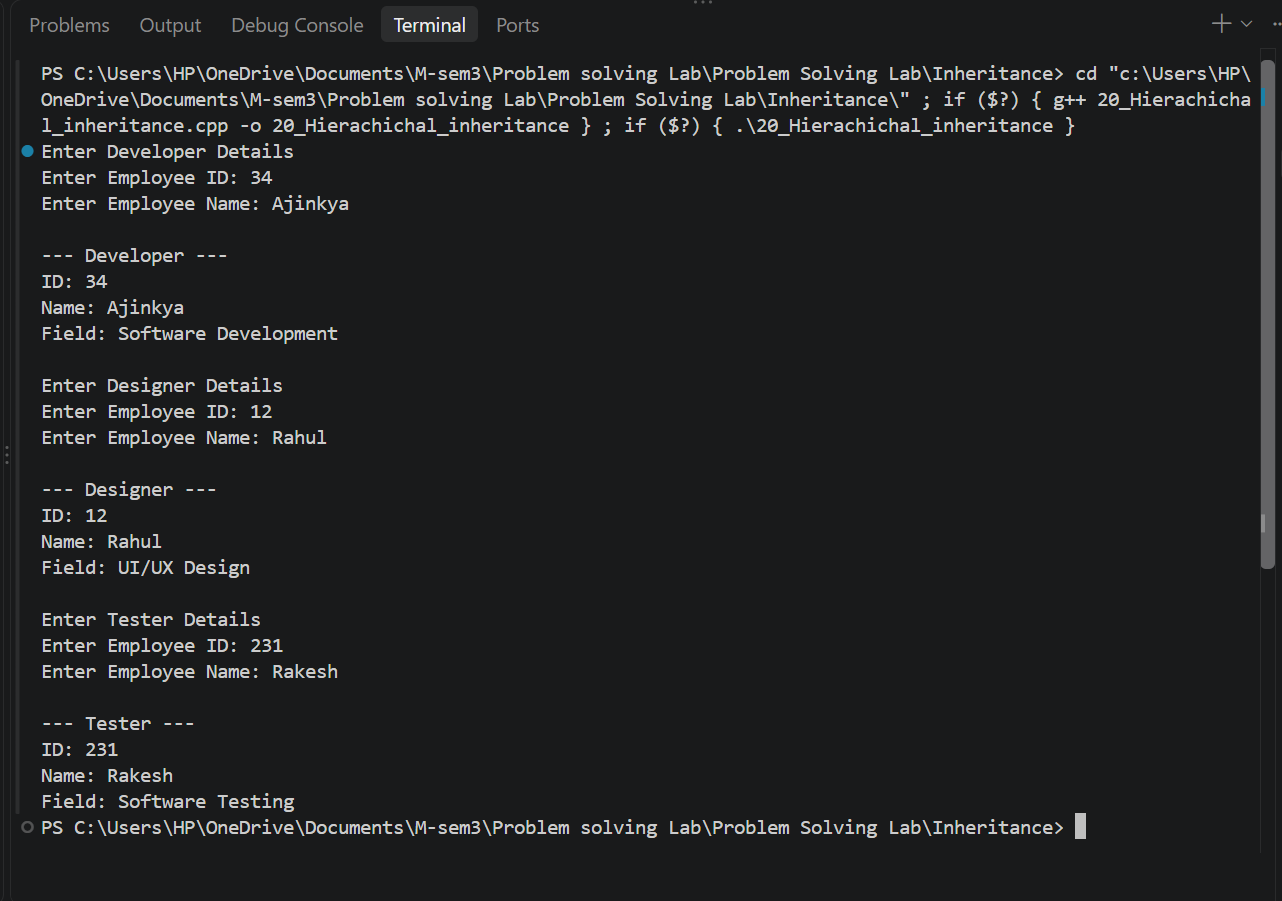 Problems Output Debug Console Terminal Ports
PS C:\Users\HP\OneDrive\Documents\M-sem3\Problem solving Lab\Problem Solving Lab\Inheritance> cd "c:\Users\HP\
OneDrive\Documents\M-sem3\Problem solving Lab\Problem Solving Lab\Inheritance\" ; if ($?) { g++ 20_Hierachicha
l_inheritance.cpp -o 20_Hierachichal_inheritance } ; if ($?) { .\20_Hierachichal_inheritance }
Enter Developer Details
Enter Employee ID: 34
Enter Employee Name: Ajinkya
--- Developer ---
ID: 34
Name: Ajinkya
Field: Software Development
Enter Designer Details
Enter Employee ID: 12
Enter Employee Name: Rahul
--- Designer ---
ID: 12
Name: Rahul
Field: UI/UX Design
Enter Tester Details
Enter Employee ID: 231
Enter Employee Name: Rakesh
--- Tester ---
ID: 231
Name: Rakesh
Field: Software Testing
PS C:\Users\HP\OneDrive\Documents\M-sem3\Problem solving Lab\Problem Solving Lab\Inheritance>